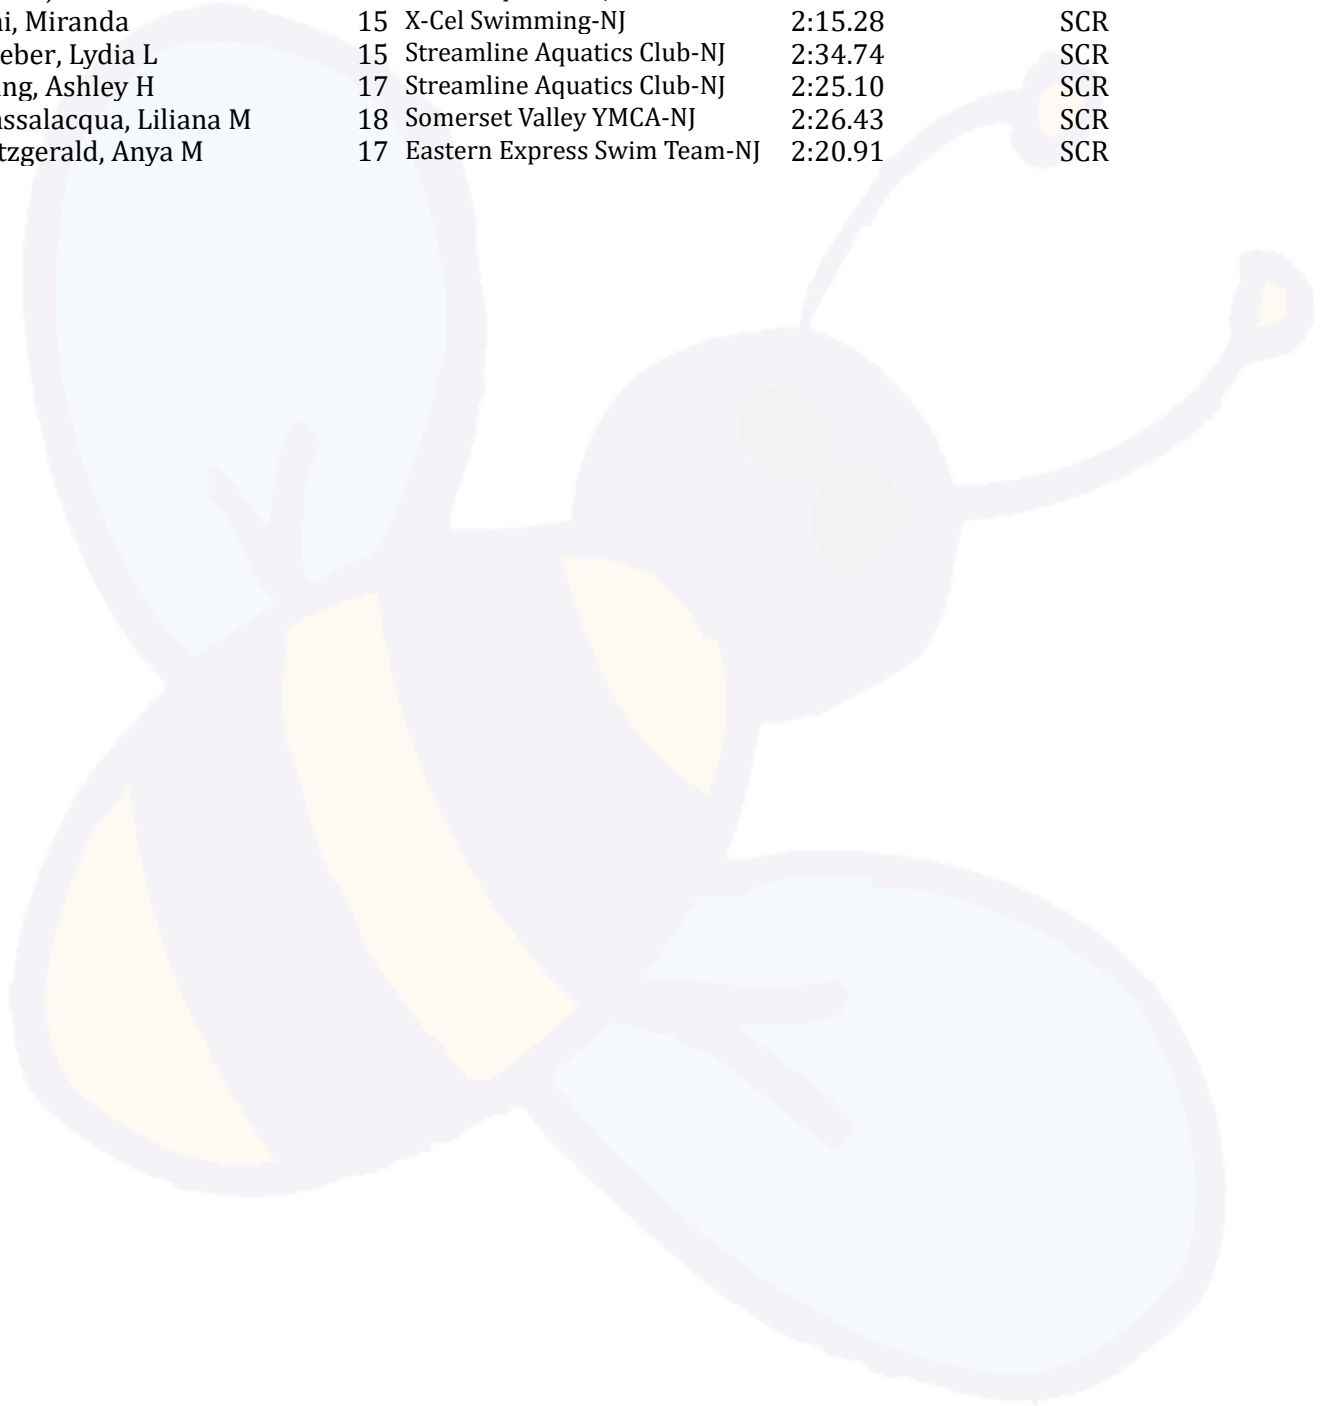 ni, Miranda 15 X-Cel Swimming-NJ 2:15.28 SCR
eber, Lydia L 15 Streamline Aquatics Club-NJ 2:34.74 SCR
ng, Ashley H 17 Streamline Aquatics Club-NJ 2:25.10 SCR
assalacqua, Liliana M 18 Somerset Valley YMCA-NJ 2:26.43 SCR
tzgerald, Anya M 17 Eastern Express Swim Team-NJ 2:20.91 SCR